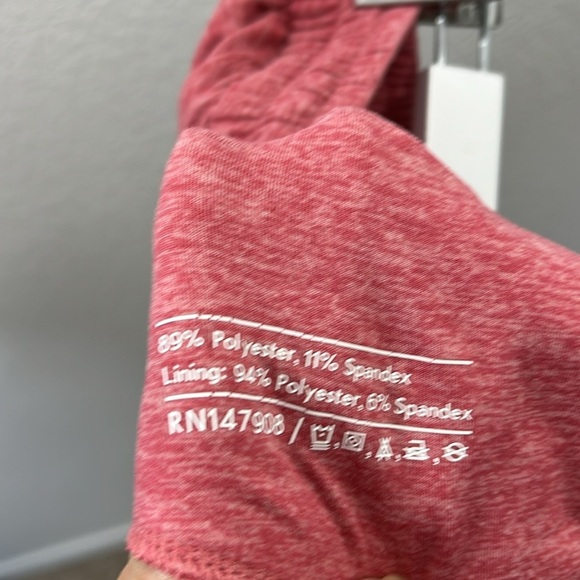 89% Polyester, 11% Spandex
Lining: 94% Polyester, 6% Spandex
RN147908 /